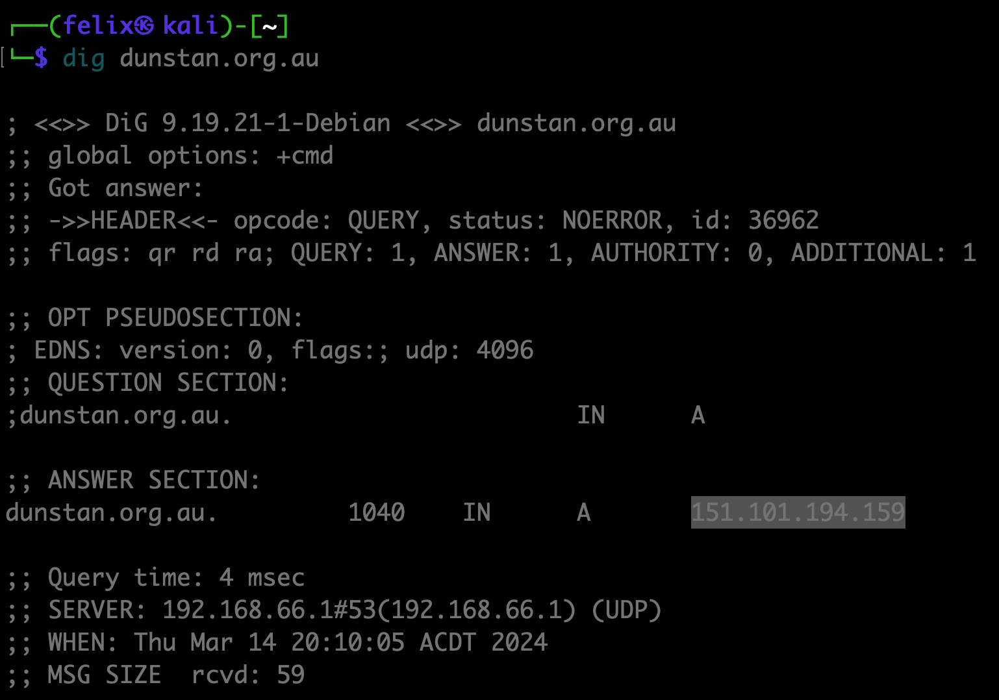 ┌──(felix㉿kali)-[~]
└─$ dig dunstan.org.au
; <<>> DiG 9.19.21-1-Debian <<>> dunstan.org.au
;; global options: +cmd
;; Got answer:
;; ->>HEADER<<- opcode: QUERY, status: NOERROR, id: 36962
;; flags: qr rd ra; QUERY: 1, ANSWER: 1, AUTHORITY: 0, ADDITIONAL: 1
;; OPT PSEUDOSECTION:
; EDNS: version: 0, flags:; udp: 4096
;; QUESTION SECTION:
;dunstan.org.au. IN A
;; ANSWER SECTION:
dunstan.org.au. 1040 IN A 151.101.194.159
;; Query time: 4 msec
;; SERVER: 192.168.66.1#53(192.168.66.1) (UDP)
;; WHEN: Thu Mar 14 20:10:05 ACDT 2024
;; MSG SIZE  rcvd: 59